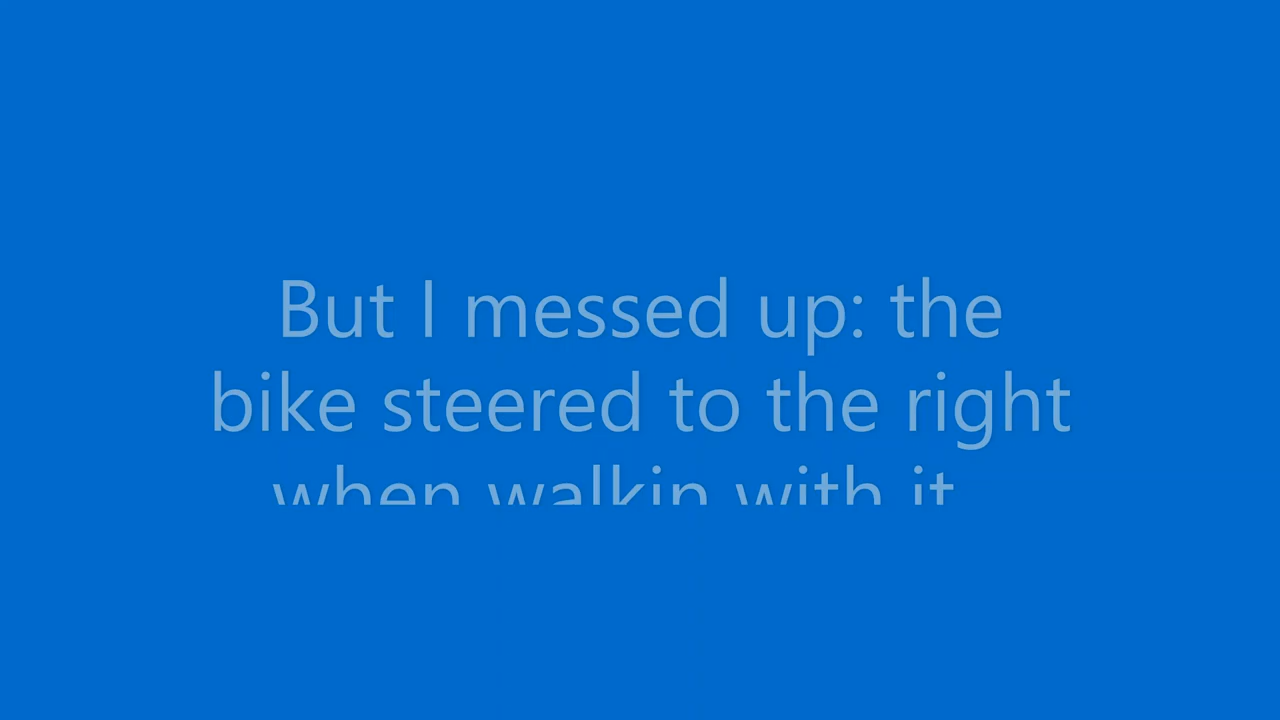 But I messed up: the
bike steered to the right
when walkin with it